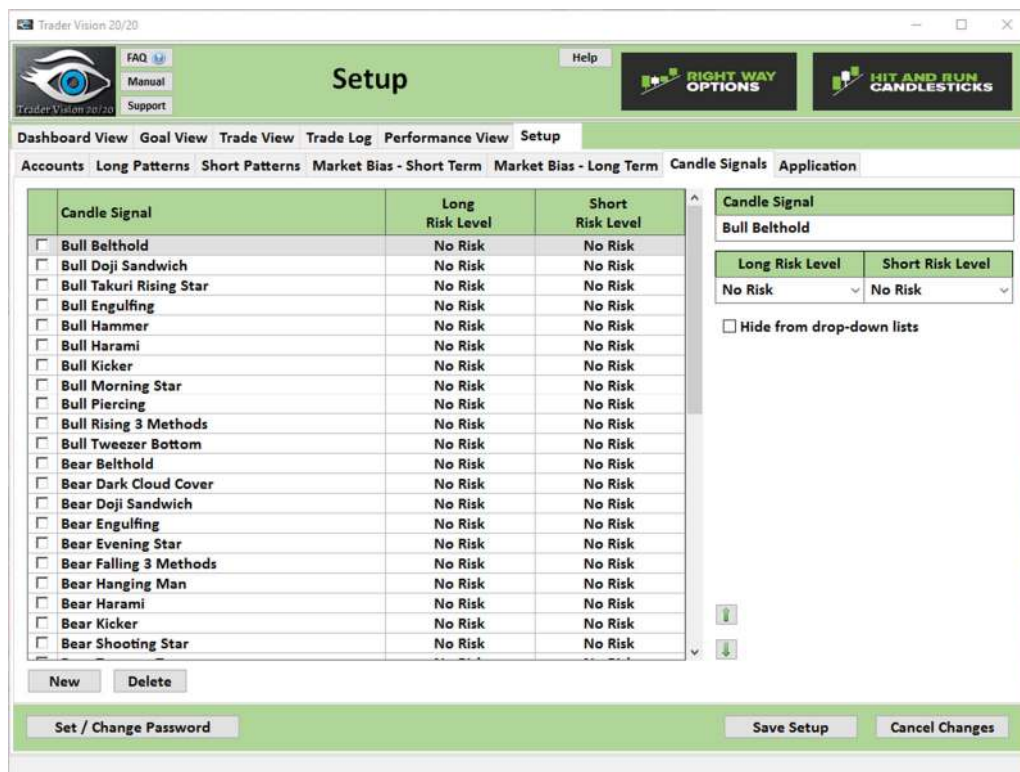 Trader Vision 20/20
FAQ
Manual
Support
Trader Vision 20/20
Setup
Help
RIGHT WAY
OPTIONS
HIT AND RUN
CANDLESTICKS
Dashboard View Goal View Trade View Trade Log Performance View Setup
Accounts Long Patterns Short Patterns Market Bias - Short Term Market Bias - Long Term Candle Signals Application
Candle Signal Long Risk Level Short Risk Level
Bull Belthold No Risk No Risk
Bull Doji Sandwich No Risk No Risk
Bull Takuri Rising Star No Risk No Risk
Bull Engulfing No Risk No Risk
Bull Hammer No Risk No Risk
Bull Harami No Risk No Risk
Bull Kicker No Risk No Risk
Bull Morning Star No Risk No Risk
Bull Piercing No Risk No Risk
Bull Rising 3 Methods No Risk No Risk
Bull Tweezer Bottom No Risk No Risk
Bear Belthold No Risk No Risk
Bear Dark Cloud Cover No Risk No Risk
Bear Doji Sandwich No Risk No Risk
Bear Engulfing No Risk No Risk
Bear Evening Star No Risk No Risk
Bear Falling 3 Methods No Risk No Risk
Bear Hanging Man No Risk No Risk
Bear Harami No Risk No Risk
Bear Kicker No Risk No Risk
Bear Shooting Star No Risk No Risk
Candle Signal
Bull Belthold
Long Risk Level Short Risk Level
No Risk No Risk
Hide from drop-down lists
New Delete
Set / Change Password Save Setup Cancel Changes